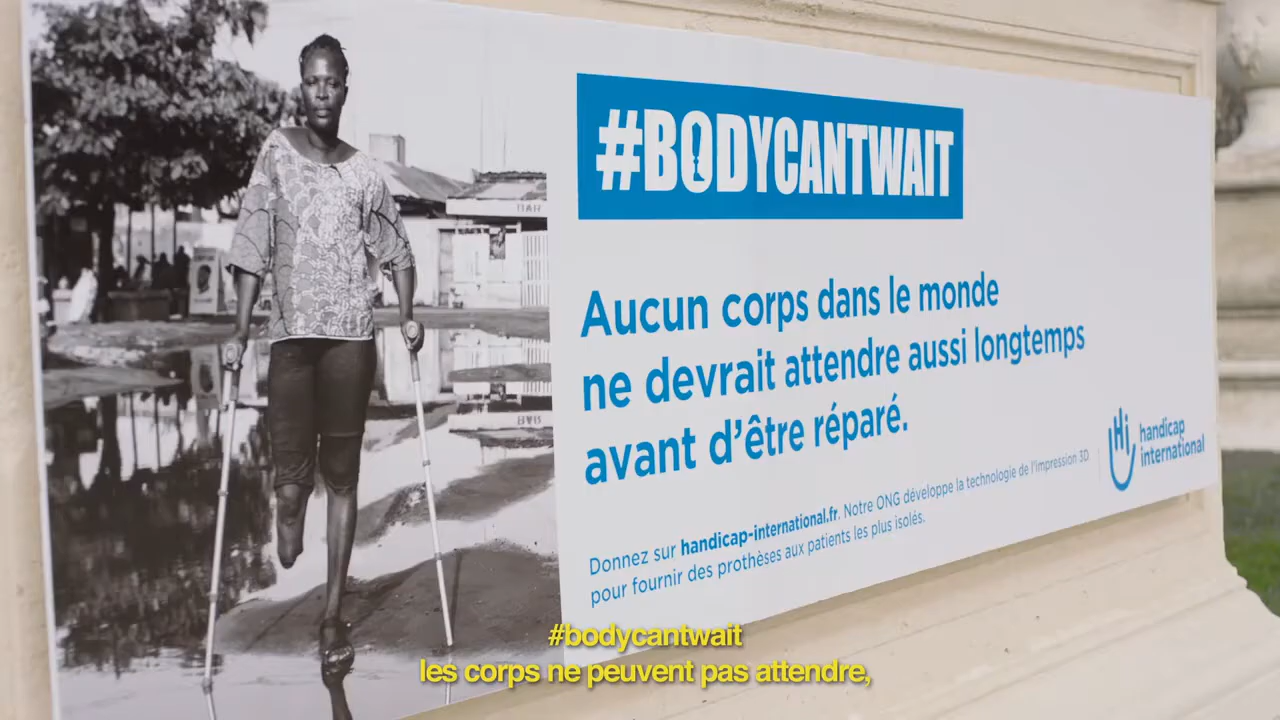 #BODYCANTWAIT
BAR
Aucun corps dans le monde
ne devrait attendre aussi longtemps
avant d'être réparé.
Donnez sur handicap-international.fr. Notre ONG développe la technologie de l'impression 3D
pour fournir des prothèses aux patients les plus isolés.
Hi handicap
international
#bodycantwait
les corps ne peuvent pas attendre,